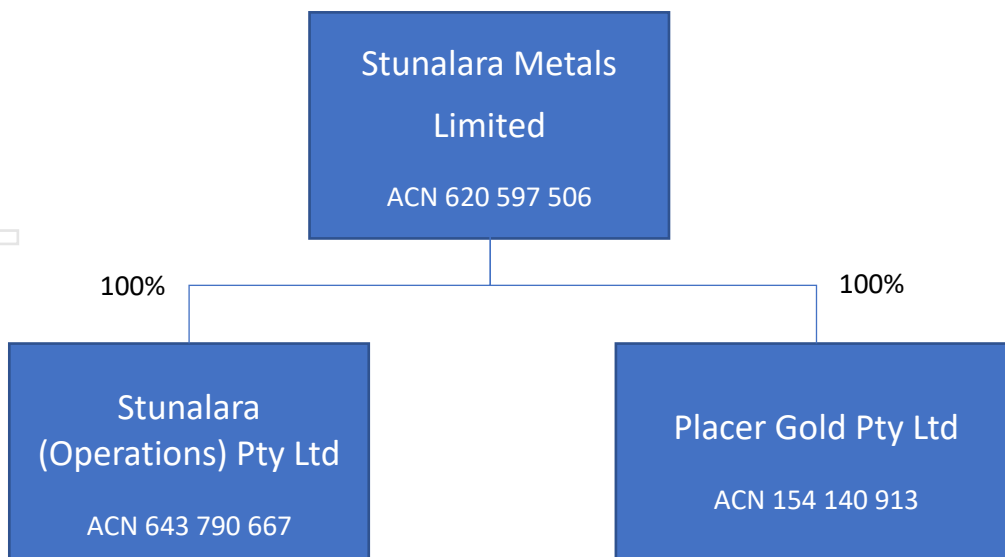 Stunalara Metals
Limited
ACN 620 597 506
100%
100%
Stunalara
(Operations) Pty Ltd
ACN 643 790 667
Placer Gold Pty Ltd
ACN 154 140 913